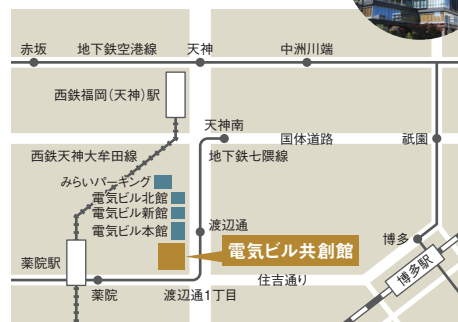 赤坂
地下鉄空港線
天神
中洲川端
西鉄福岡(天神)駅
天神南
国体道路
祇園
西鉄天神大牟田線
地下鉄七隈線
みらいパーキング
電気ビル北館
電気ビル新館
電気ビル本館
渡辺通
電気ビル共創館
博多
博多駅
薬院駅
薬院
渡辺通1丁目
住吉通り